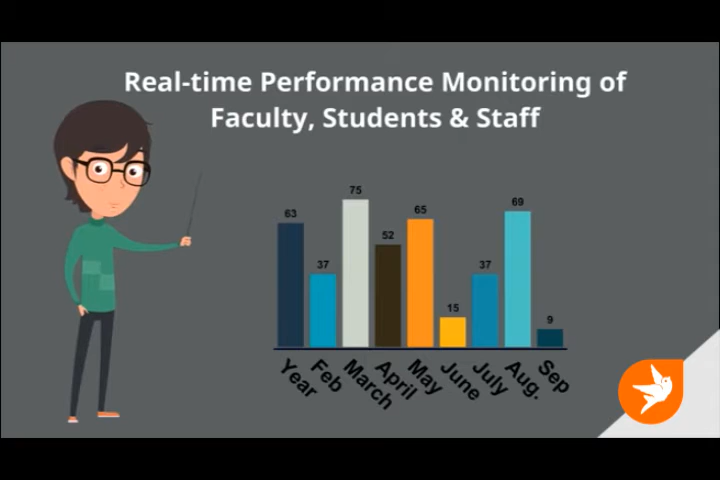 Real-time Performance Monitoring of
Faculty, Students & Staff
63
37
75
52
65
15
37
69
9
Year
Feb
March
April
May
June
July
Aug.
Sep